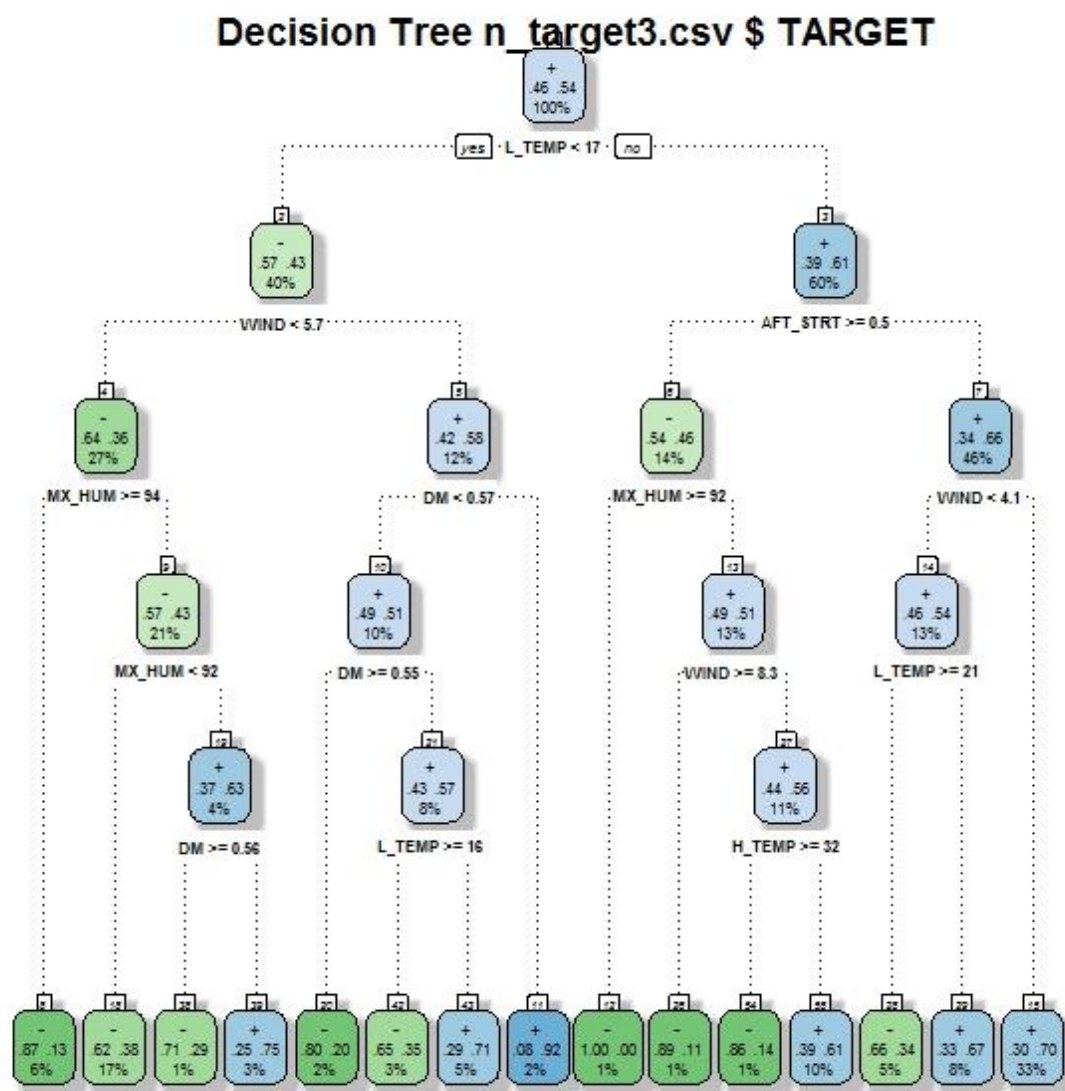 Decision Tree n_target3.csv $ TARGET
+
.46 .54
100%
yes L_TEMP < 17 no
2 3
- +
.57 .43 .39 .61
40% 60%
WIND < 5.7 AFT_STRT >= 0.5
4 5 6 7
- + - +
.64 .36 .42 .58 .54 .46 .34 .66
27% 12% 14% 46%
MX_HUM >= 94 DM < 0.57 MX_HUM >= 92 WIND < 4.1
9 10 13 14
- + + +
.57 .43 .49 .51 .49 .51 .46 .54
21% 10% 13% 13%
MX_HUM < 92 DM >= 0.55 WIND >= 8.3 L_TEMP >= 21
19 21 27
+ + +
.37 .63 .43 .57 .44 .56
4% 8% 11%
DM >= 0.56 L_TEMP >= 16 H_TEMP >= 32
8 18 38 39 20 42 43 11 12 26 54 55 28 29 15
- - - + - - + + - - - + - + +
.87 .13 .62 .38 .71 .29 .25 .75 .80 .20 .65 .35 .29 .71 .08 .92 1.00 .00 .89 .11 .86 .14 .39 .61 .66 .34 .33 .67 .30 .70
6% 17% 1% 3% 2% 3% 5% 2% 1% 1% 1% 10% 5% 8% 33%